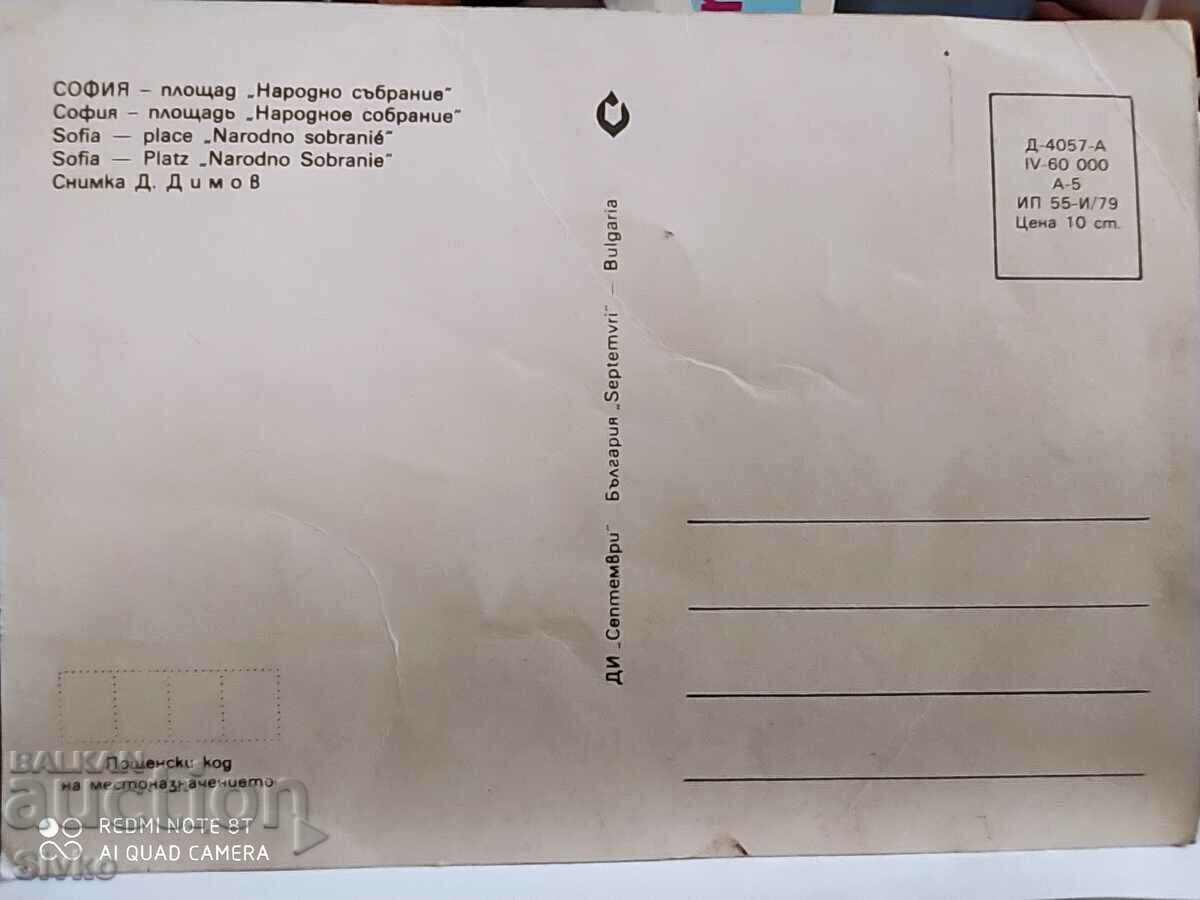 СОФИЯ – площад „Народно събрание“
София – площадь „Народное собрание“
Sofia — place „Narodno sobranié“
Sofia — Platz „Narodno Sobranie“
Снимка Д. Димов
ДИ „Септември“ България „Septemvri“ – Bulgaria
Д-4057-А
IV-60 000
А-5
ИП 55-И/79
Цена 10 ст.
Пощенски код
на местоназначението
BALKAN
auction
REDMI NOTE 8T
AI QUAD CAMERA
Sivko